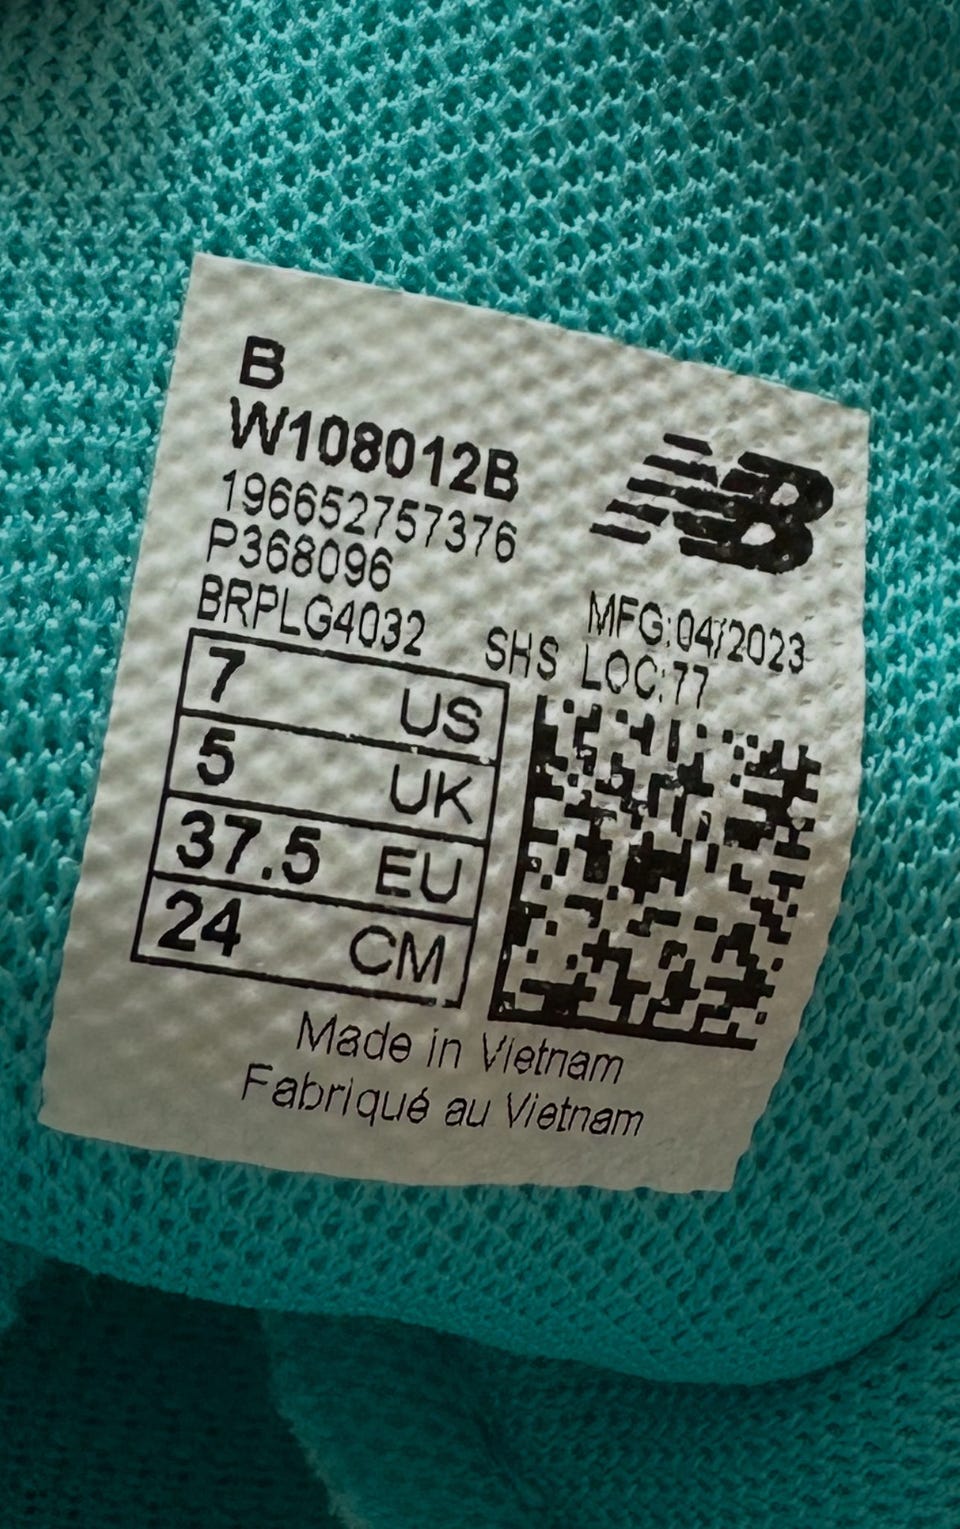 B
W108012B
196652757376
P368096
BRPLG4032
NB
MFG:04/2023
SHS LOC:77
7 US
5 UK
37.5 EU
24 CM
Made in Vietnam
Fabriqué au Vietnam